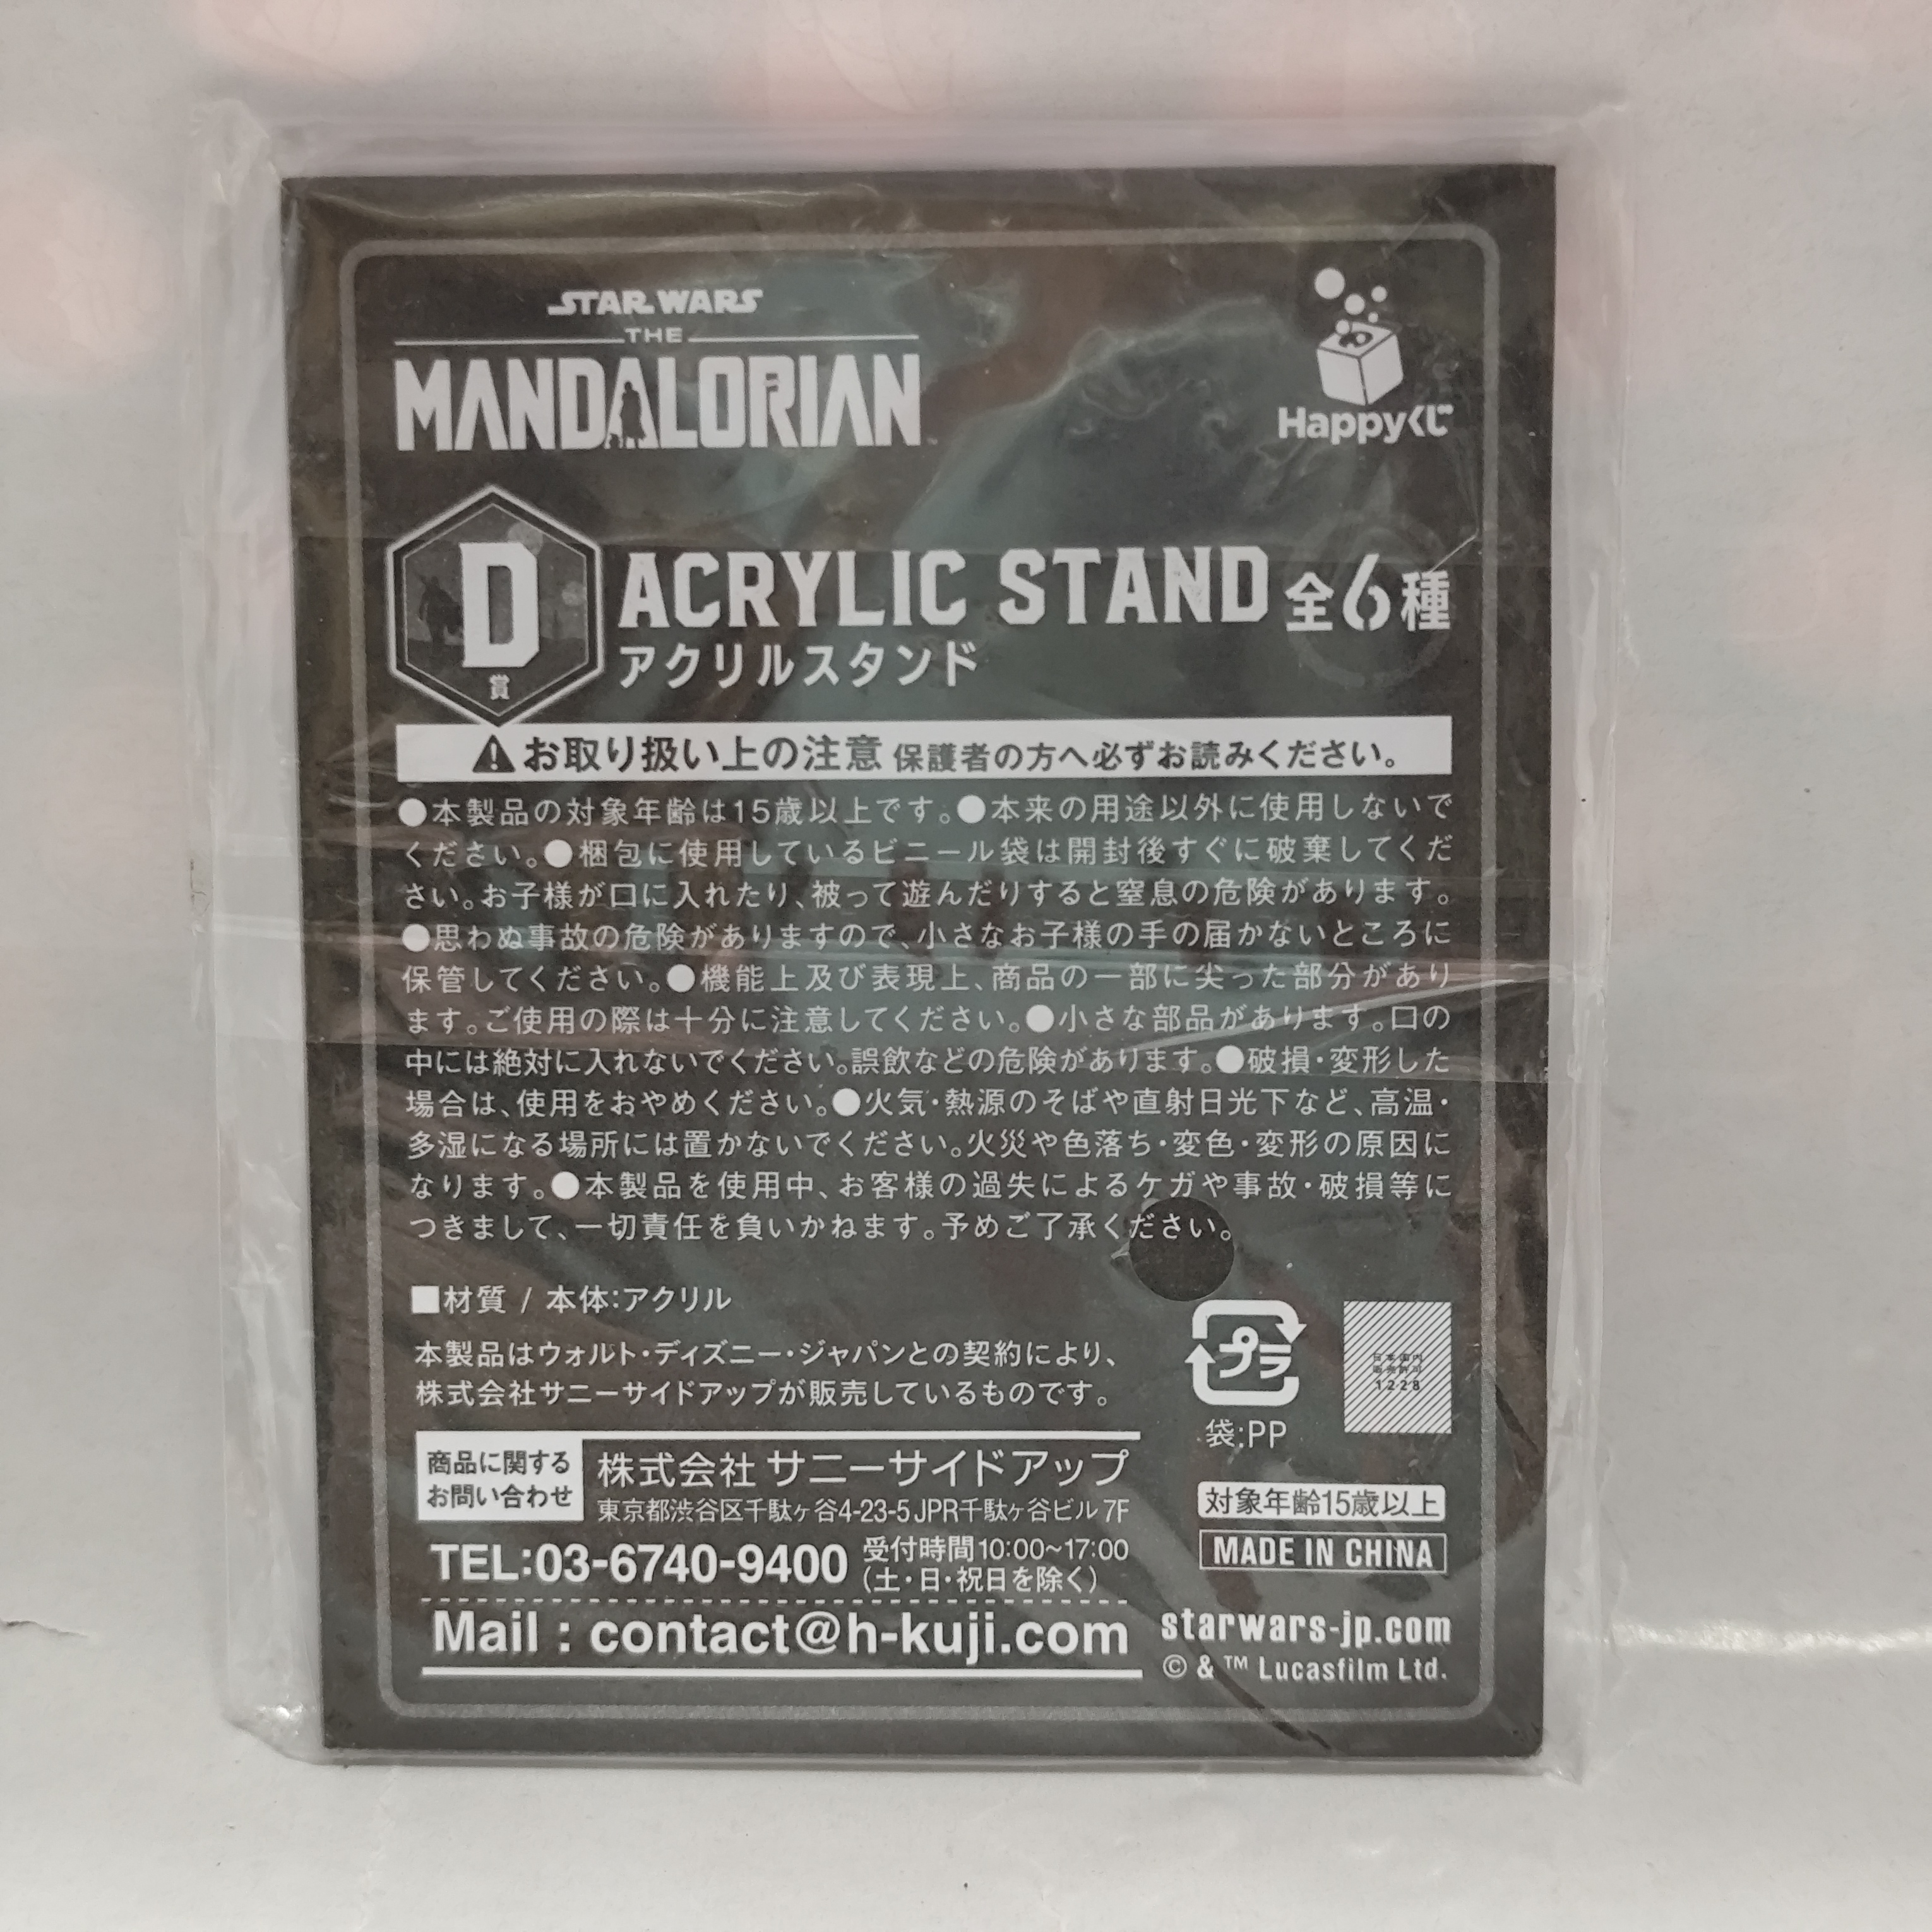 STAR WARS
THE
MANDALORIAN
Happyくじ
D
賞
ACRYLIC STAND 全6種
アクリルスタンド
お取り扱い上の注意 保護者の方へ必ずお読みください。
●本製品の対象年齢は15歳以上です。●本来の用途以外に使用しないで
ください。●梱包に使用しているビニール袋は開封後すぐに破棄してくだ
さい。お子様が口に入れたり、被って遊んだりすると窒息の危険があります。
●思わぬ事故の危険がありますので、小さなお子様の手の届かないところに
保管してください。●機能上及び表現上、商品の一部に尖った部分があり
ます。ご使用の際は十分に注意してください。●小さな部品があります。口の
中には絶対に入れないでください。誤飲などの危険があります。●破損・変形した
場合は、使用をおやめください。●火気・熱源のそばや直射日光下など、高温・
多湿になる場所には置かないでください。火災や色落ち・変色・変形の原因に
なります。●本製品を使用中、お客様の過失によるケガや事故・破損等に
つきまして、一切責任を負いかねます。予めご了承ください。
■材質 / 本体:アクリル
本製品はウォルト・ディズニー・ジャパンとの契約により、
株式会社サニーサイドアップが販売しているものです。
プラ
袋:PP
日本国内
販売許可
1228
商品に関する
お問い合わせ
株式会社 サニーサイドアップ
東京都渋谷区千駄ヶ谷4-23-5 JPR千駄ヶ谷ビル 7F
TEL:03-6740-9400 受付時間10:00~17:00
(土・日・祝日を除く)
Mail : contact@h-kuji.com
対象年齢15歳以上
MADE IN CHINA
starwars-jp.com
© & ™ Lucasfilm Ltd.